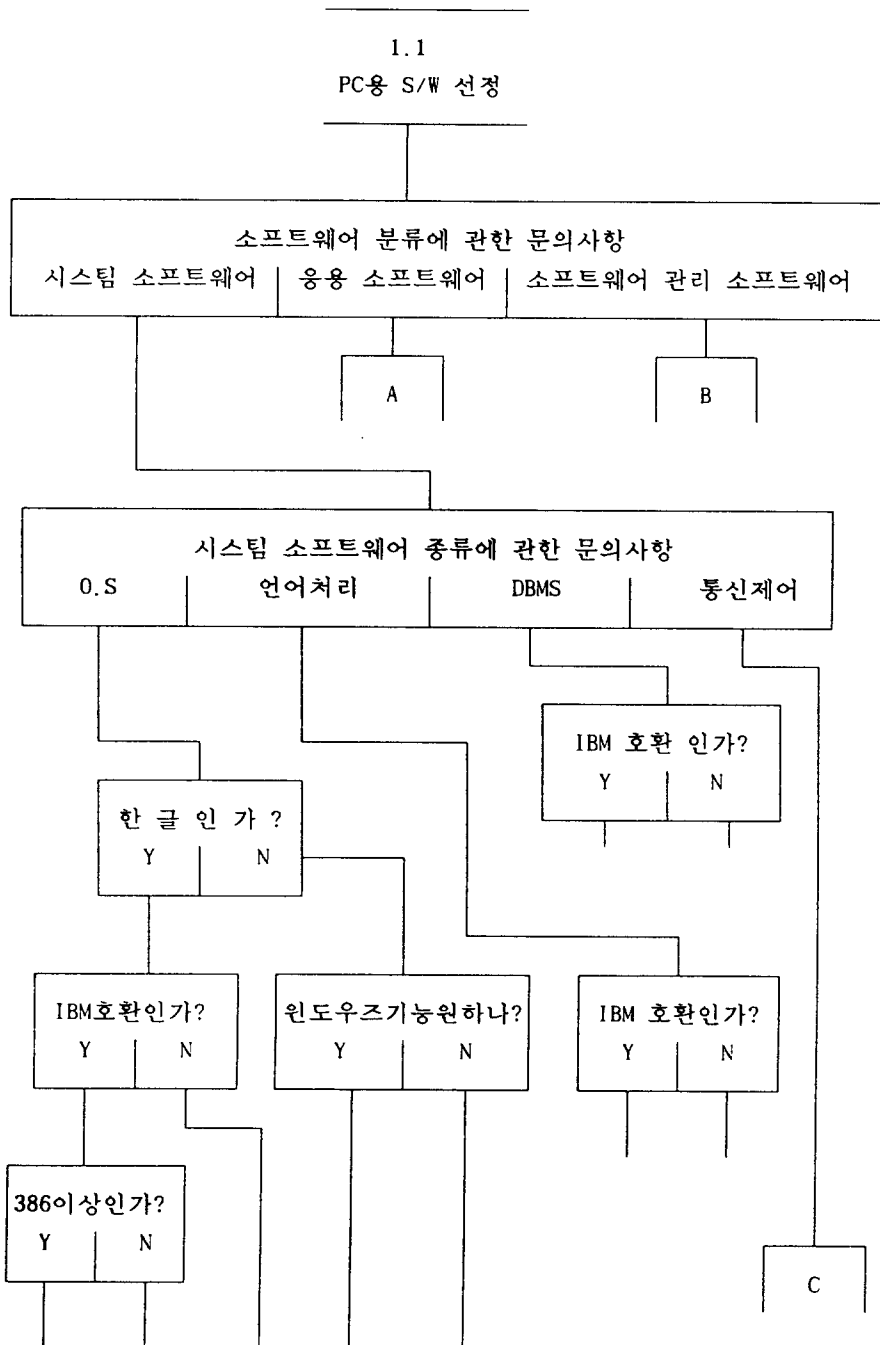 1.1
PC용 S/W 선정
소프트웨어 분류에 관한 문의사항
시스팀 소프트웨어 응용 소프트웨어 소프트웨어 관리 소프트웨어
A
B
시스팀 소프트웨어 종류에 관한 문의사항
O.S 언어처리 DBMS 통신제어
IBM 호환 인가?
Y N
한 글 인 가 ?
Y N
IBM호환인가?
Y N
윈도우즈기능원하나?
Y N
IBM 호환인가?
Y N
386이상인가?
Y N
C